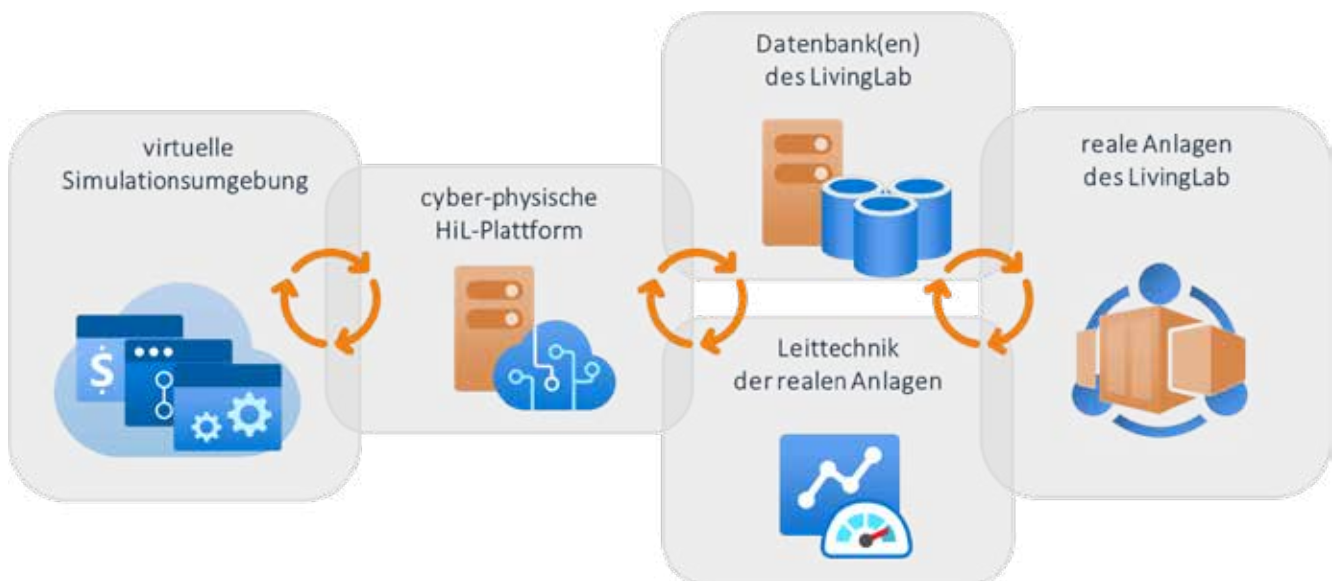 virtuelle
Simulationsumgebung
cyber-physische
HiL-Plattform
Datenbank(en)
des LivingLab
Leittechnik
der realen Anlagen
reale Anlagen
des LivingLab
$